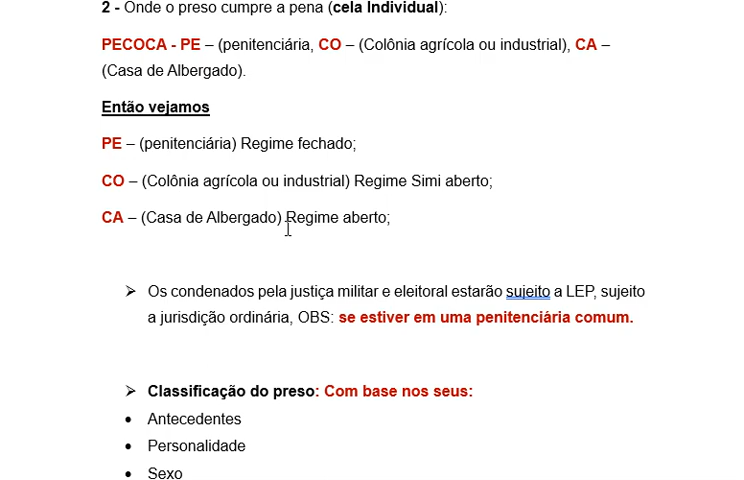 2 - Onde o preso cumpre a pena (cela Individual):
PECOCA - PE – (penitenciária, CO – (Colônia agrícola ou industrial), CA –
(Casa de Albergado).
Então vejamos
PE – (penitenciária) Regime fechado;
CO – (Colônia agrícola ou industrial) Regime Simi aberto;
CA – (Casa de Albergado) Regime aberto;
➢ Os condenados pela justiça militar e eleitoral estarão sujeito a LEP, sujeito
a jurisdição ordinária, OBS: se estiver em uma penitenciária comum.
➢ Classificação do preso: Com base nos seus:
• Antecedentes
• Personalidade
• Sexo